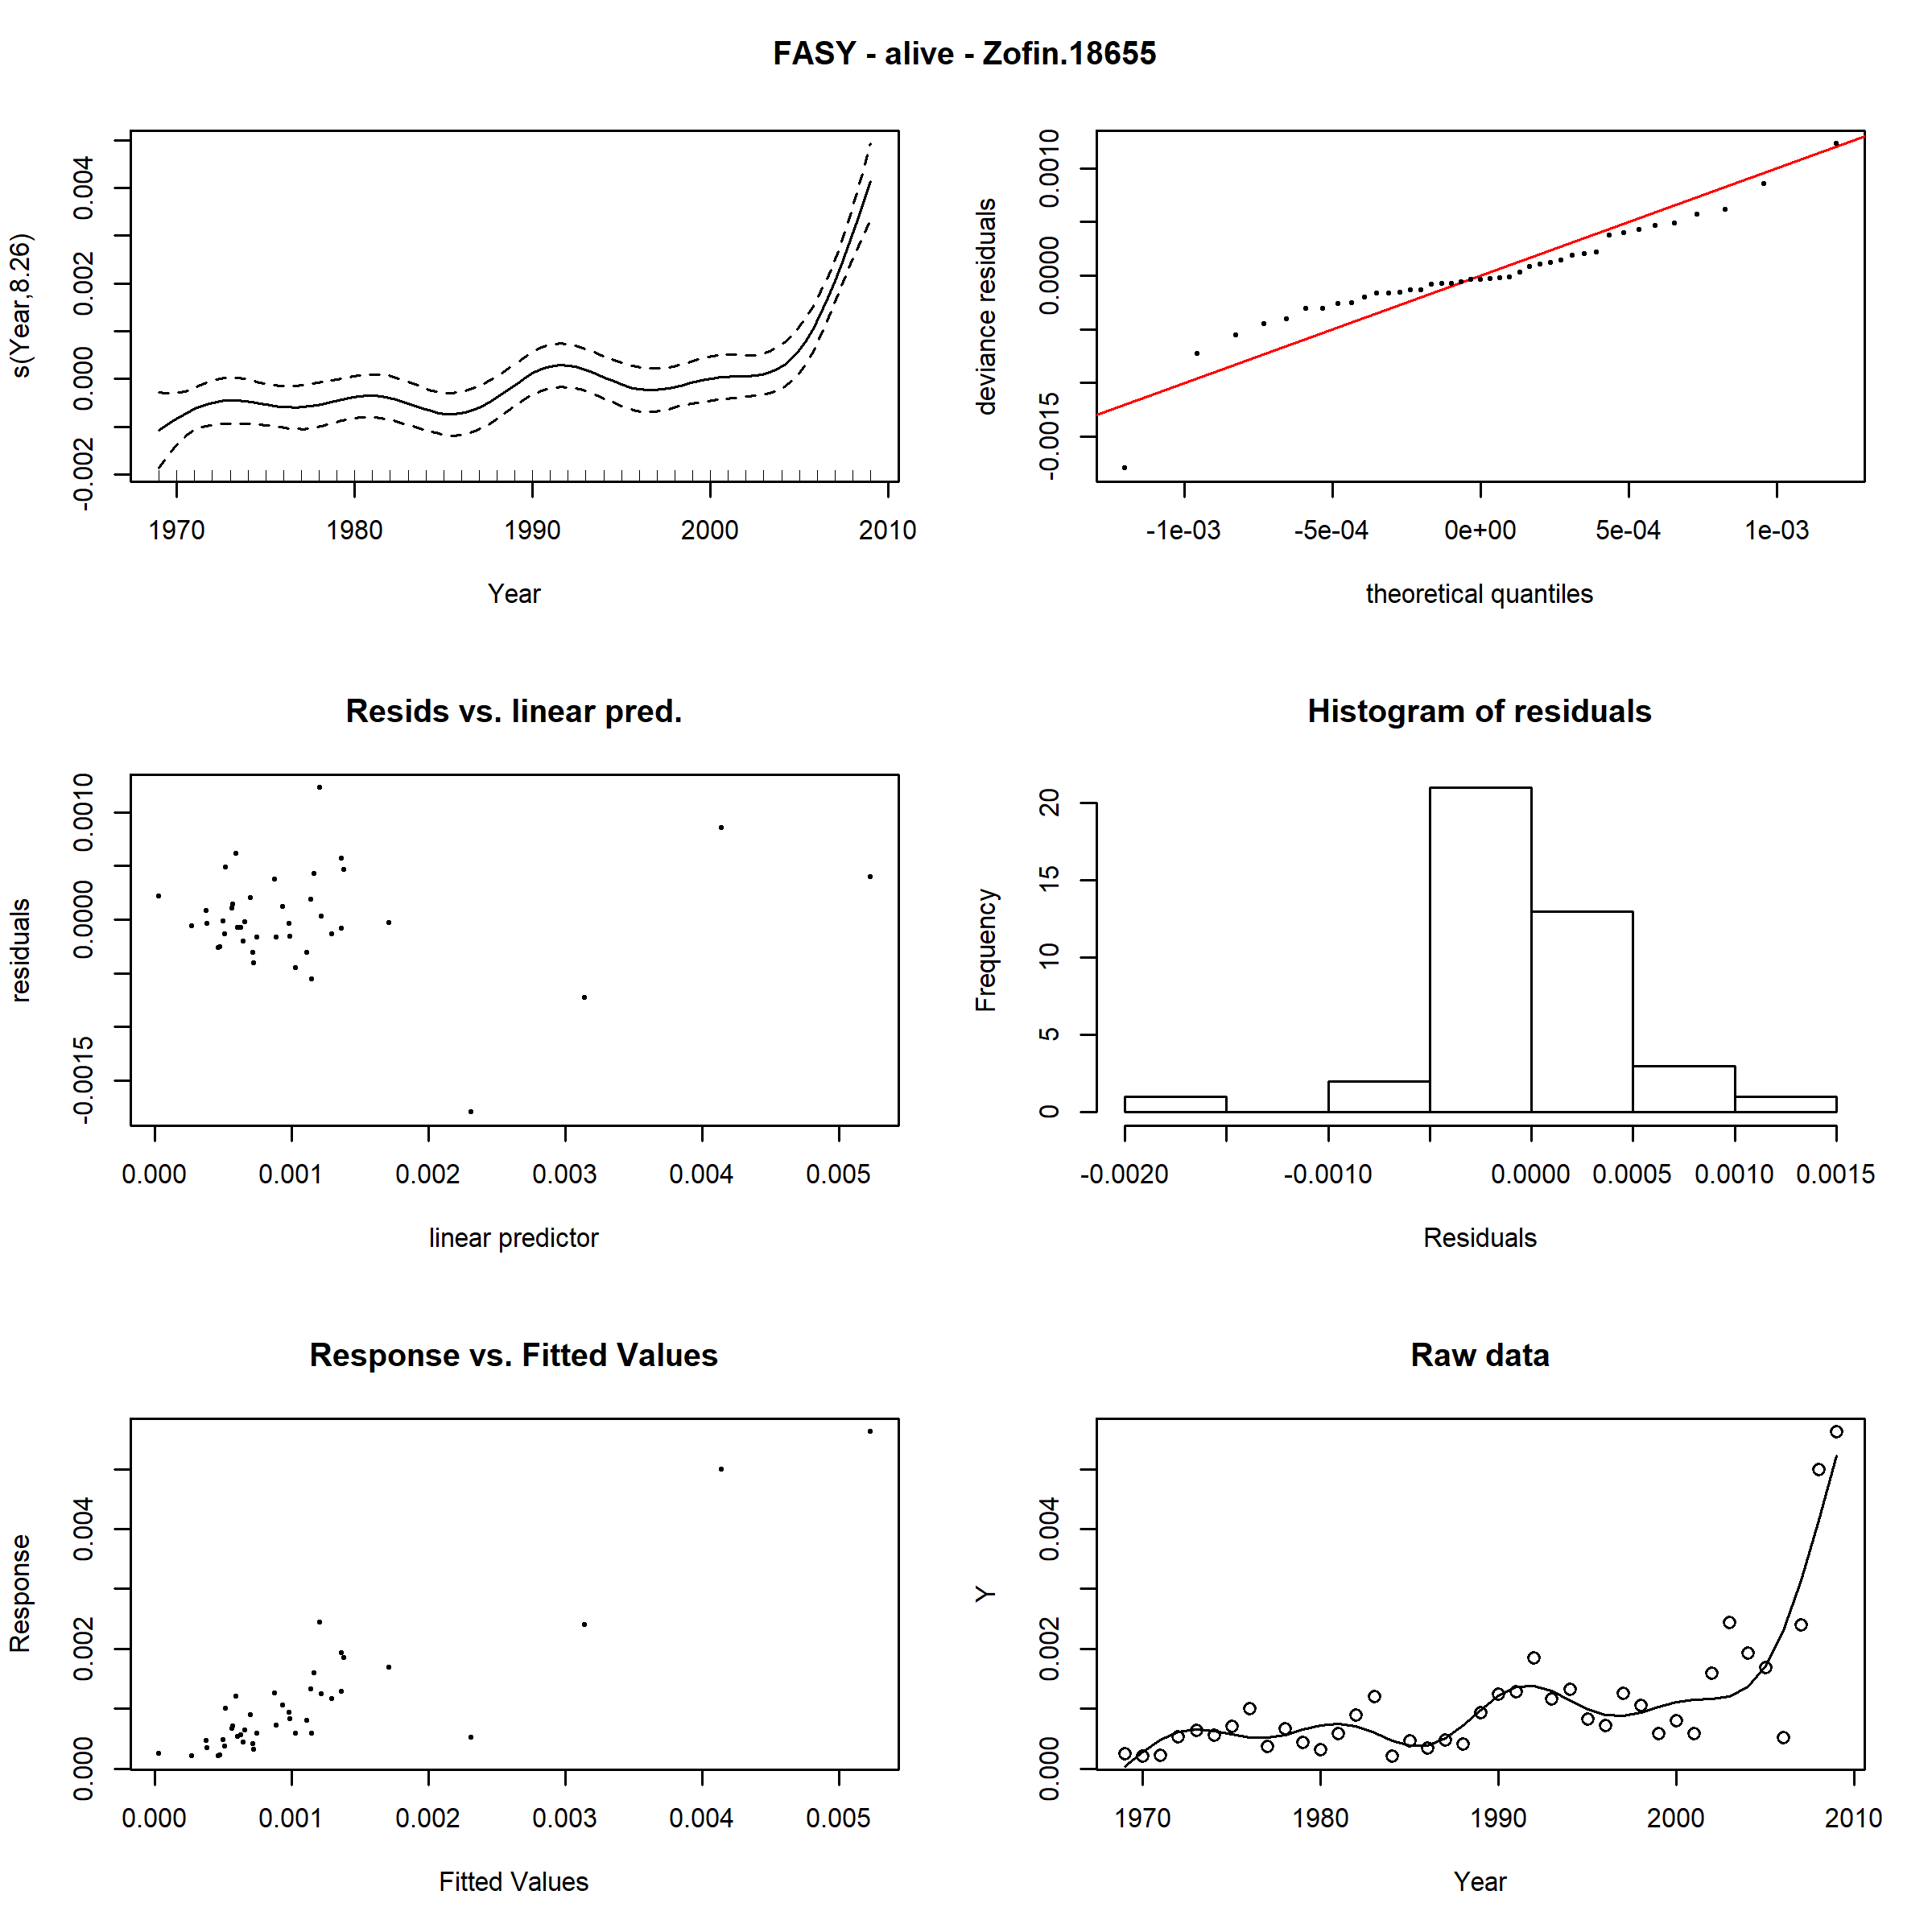 FASY - alive - Zofin.18655
s(Year,8.26)
-0.002 0.000 0.002 0.004
1970 1980 1990 2000 2010
Year
deviance residuals
-0.0015 0.0000 0.0010
-1e-03 -5e-04 0e+00 5e-04 1e-03
theoretical quantiles
Resids vs. linear pred.
residuals
-0.0015 0.0000 0.0010
0.000 0.001 0.002 0.003 0.004 0.005
linear predictor
Histogram of residuals
Frequency
0 5 10 15 20
-0.0020 -0.0010 0.0000 0.0005 0.0010 0.0015
Residuals
Response vs. Fitted Values
Response
0.000 0.002 0.004
0.000 0.001 0.002 0.003 0.004 0.005
Fitted Values
Raw data
Y
0.000 0.002 0.004
1970 1980 1990 2000 2010
Year